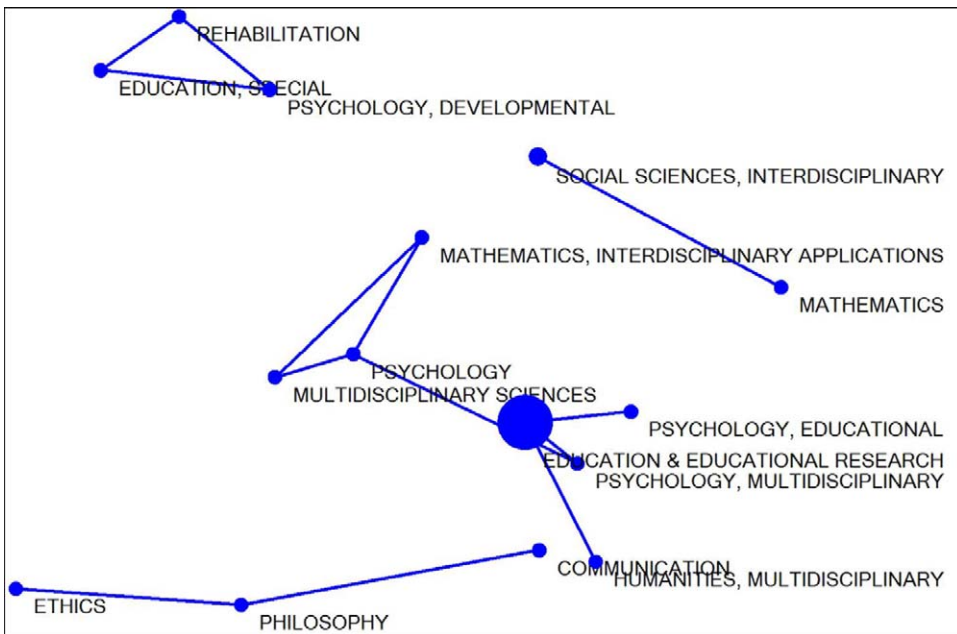 REHABILITATION
EDUCATION, SPECIAL
PSYCHOLOGY, DEVELOPMENTAL
SOCIAL SCIENCES, INTERDISCIPLINARY
MATHEMATICS, INTERDISCIPLINARY APPLICATIONS
MATHEMATICS
PSYCHOLOGY
MULTIDISCIPLINARY SCIENCES
PSYCHOLOGY, EDUCATIONAL
EDUCATION & EDUCATIONAL RESEARCH
PSYCHOLOGY, MULTIDISCIPLINARY
COMMUNICATION
HUMANITIES, MULTIDISCIPLINARY
ETHICS
PHILOSOPHY